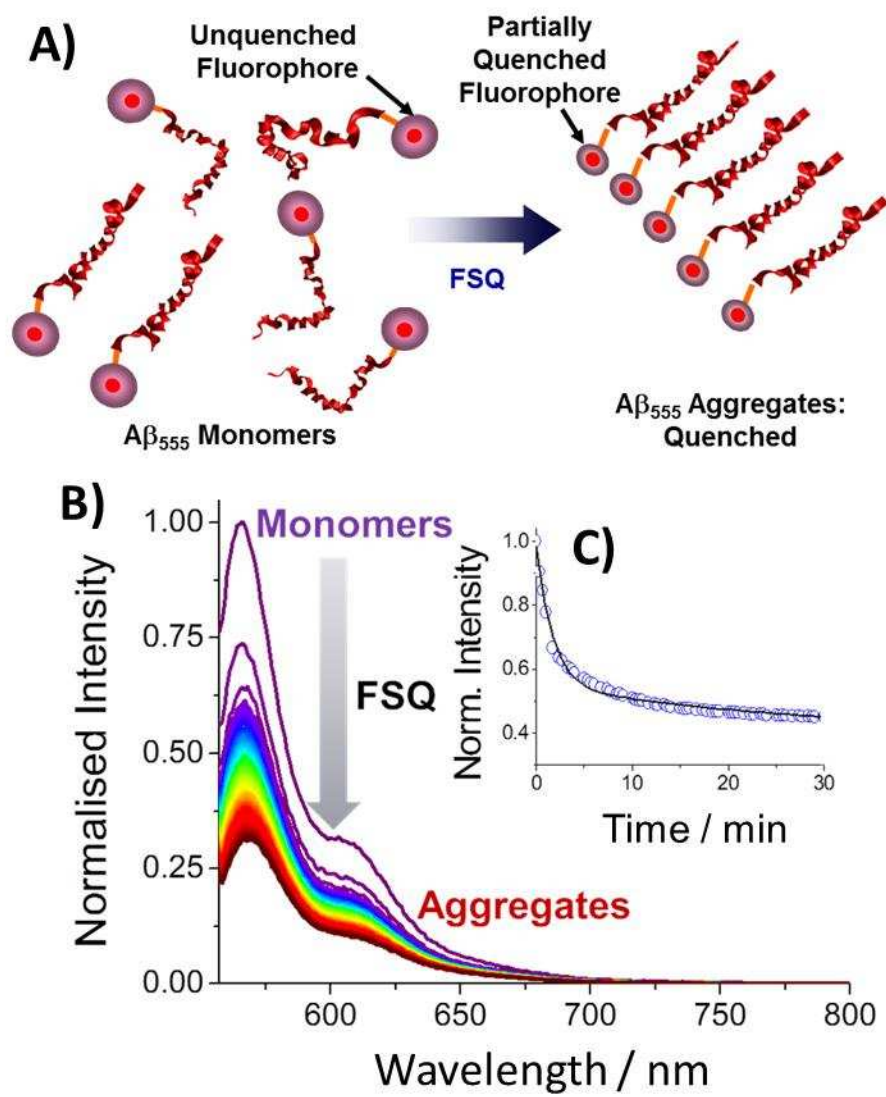 A)
Unquenched
Fluorophore
Partially
Quenched
Fluorophore
FSQ
Aβ555 Monomers
Aβ555 Aggregates:
Quenched
B)
Monomers
FSQ
Aggregates
Normalised Intensity
1.00
0.75
0.50
0.25
0.00
600
650
700
750
800
Wavelength / nm
C)
Norm. Intensity
1.0
0.8
0.6
0.4
0
10
20
30
Time / min